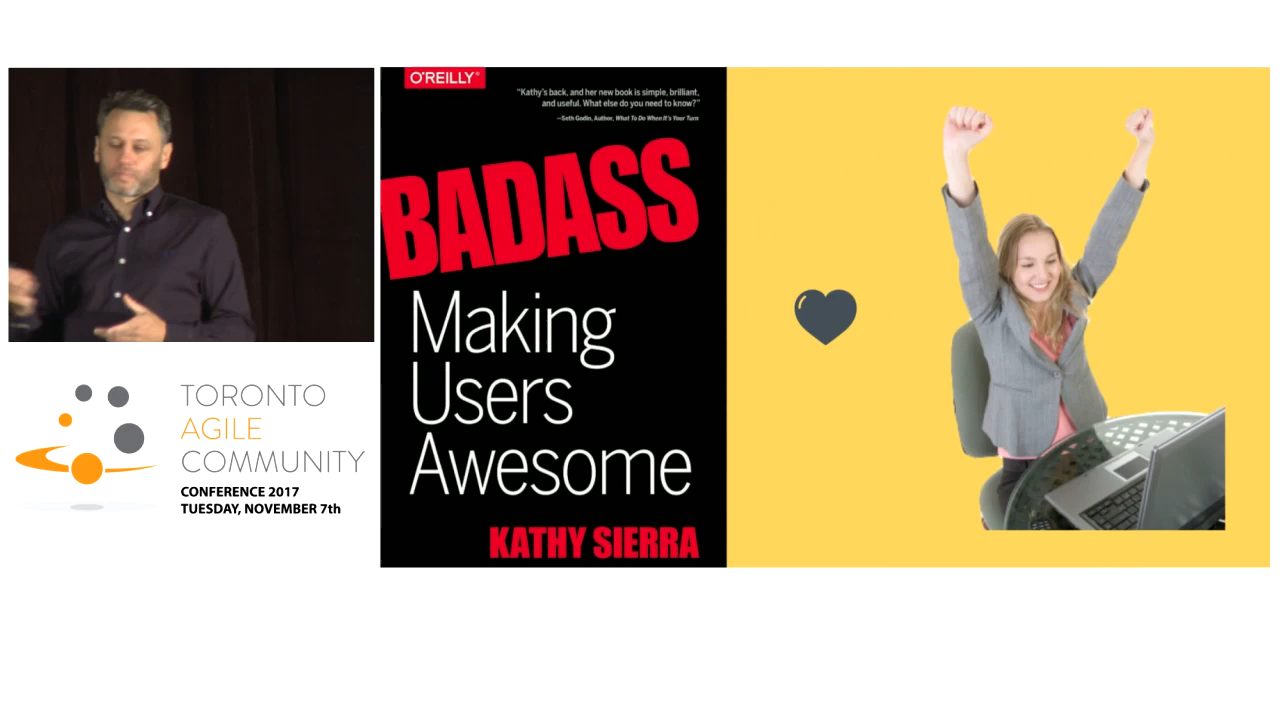 O'REILLY®
"Kathy's back, and her new book is simple, brilliant,
and useful. What else do you need to know?"
—Seth Godin, Author, What To Do When It's Your Turn
BADASS
Making
Users
Awesome
KATHY SIERRA
TORONTO
AGILE
COMMUNITY
CONFERENCE 2017
TUESDAY, NOVEMBER 7th